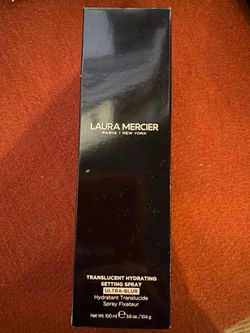 LAURA MERCIER
PARIS / NEW YORK
TRANSLUCENT HYDRATING
SETTING SPRAY
ULTRA-BLUR
Hydratant Translucide
Spray Fixateur
Net Wt. 100 ml ℮ 3.6 oz / 104 g